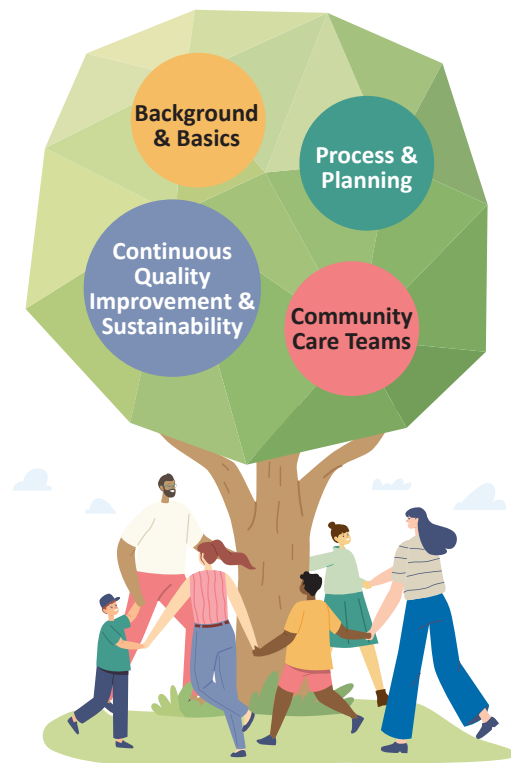 Background
& Basics
Process &
Planning
Continuous
Quality
Improvement &
Sustainability
Community
Care Teams